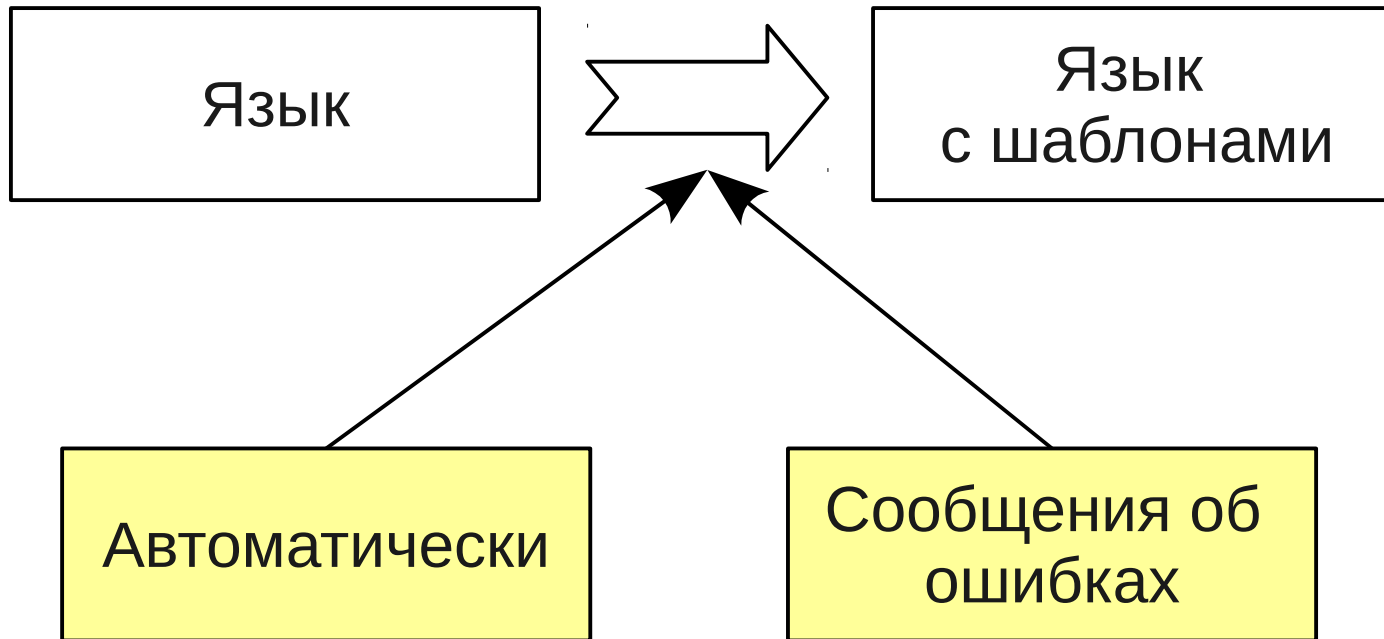 Язык
Язык
с шаблонами
Автоматически
Сообщения об
ошибках